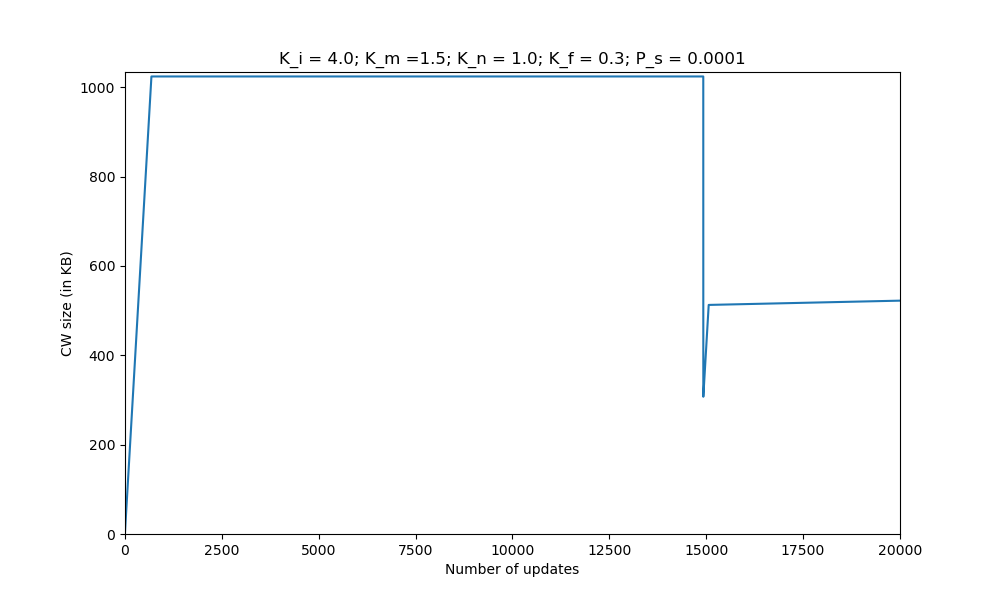 K_i = 4.0; K_m =1.5; K_n = 1.0; K_f = 0.3; P_s = 0.0001
1000
800
600
400
200
0
CW size (in KB)
0 2500 5000 7500 10000 12500 15000 17500 20000
Number of updates